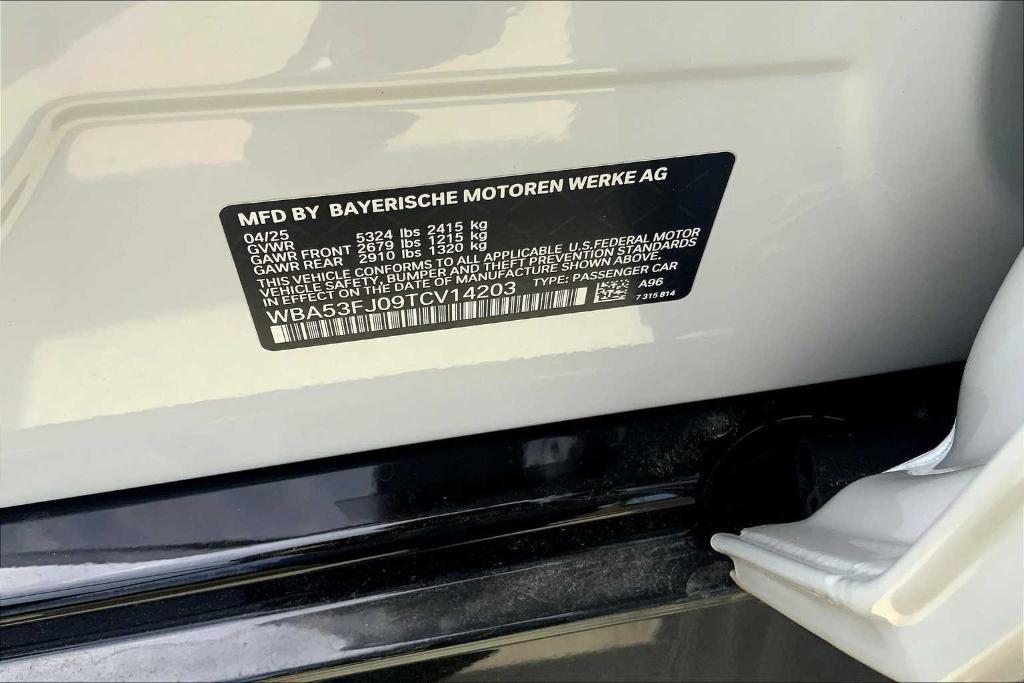 MFD BY BAYERISCHE MOTOREN WERKE AG
04/25
GVWR 5324 lbs 2415 kg
GAWR FRONT 2679 lbs 1215 kg
GAWR REAR 2910 lbs 1320 kg
THIS VEHICLE CONFORMS TO ALL APPLICABLE U.S.FEDERAL MOTOR
VEHICLE SAFETY, BUMPER AND THEFT PREVENTION STANDARDS
IN EFFECT ON THE DATE OF MANUFACTURE SHOWN ABOVE.
WBA53FJ09TCV14203 TYPE: PASSENGER CAR
A96
7 315 814